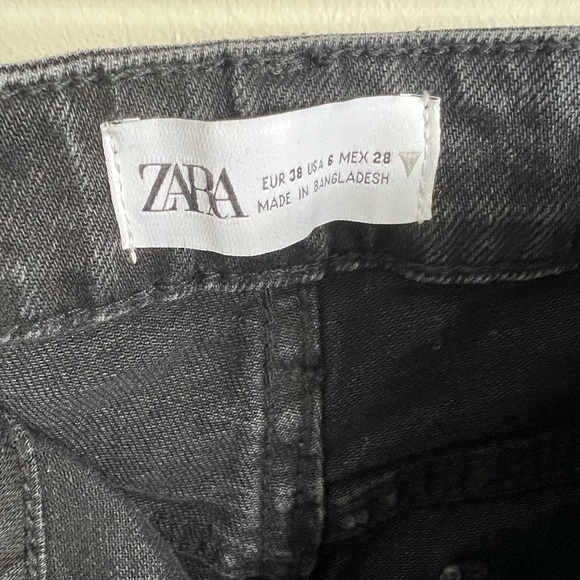 ZARA
EUR 38 USA 6 MEX 28
MADE IN BANGLADESH